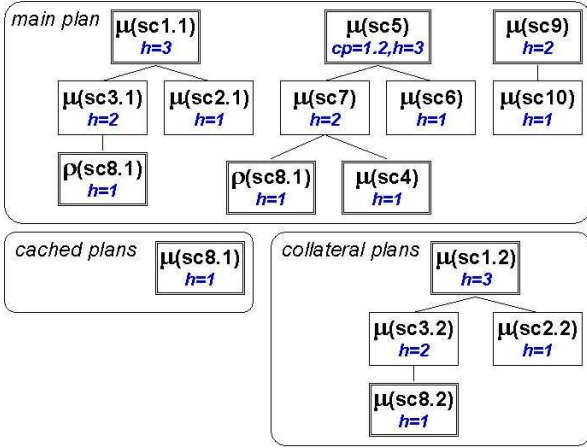 main plan
μ(sc1.1)
h=3
μ(sc5)
cp=1.2,h=3
μ(sc9)
h=2
μ(sc3.1)
h=2
μ(sc2.1)
h=1
μ(sc7)
h=2
μ(sc6)
h=1
μ(sc10)
h=1
ρ(sc8.1)
h=1
ρ(sc8.1)
h=1
μ(sc4)
h=1
cached plans
μ(sc8.1)
h=1
collateral plans
μ(sc1.2)
h=3
μ(sc3.2)
h=2
μ(sc2.2)
h=1
μ(sc8.2)
h=1